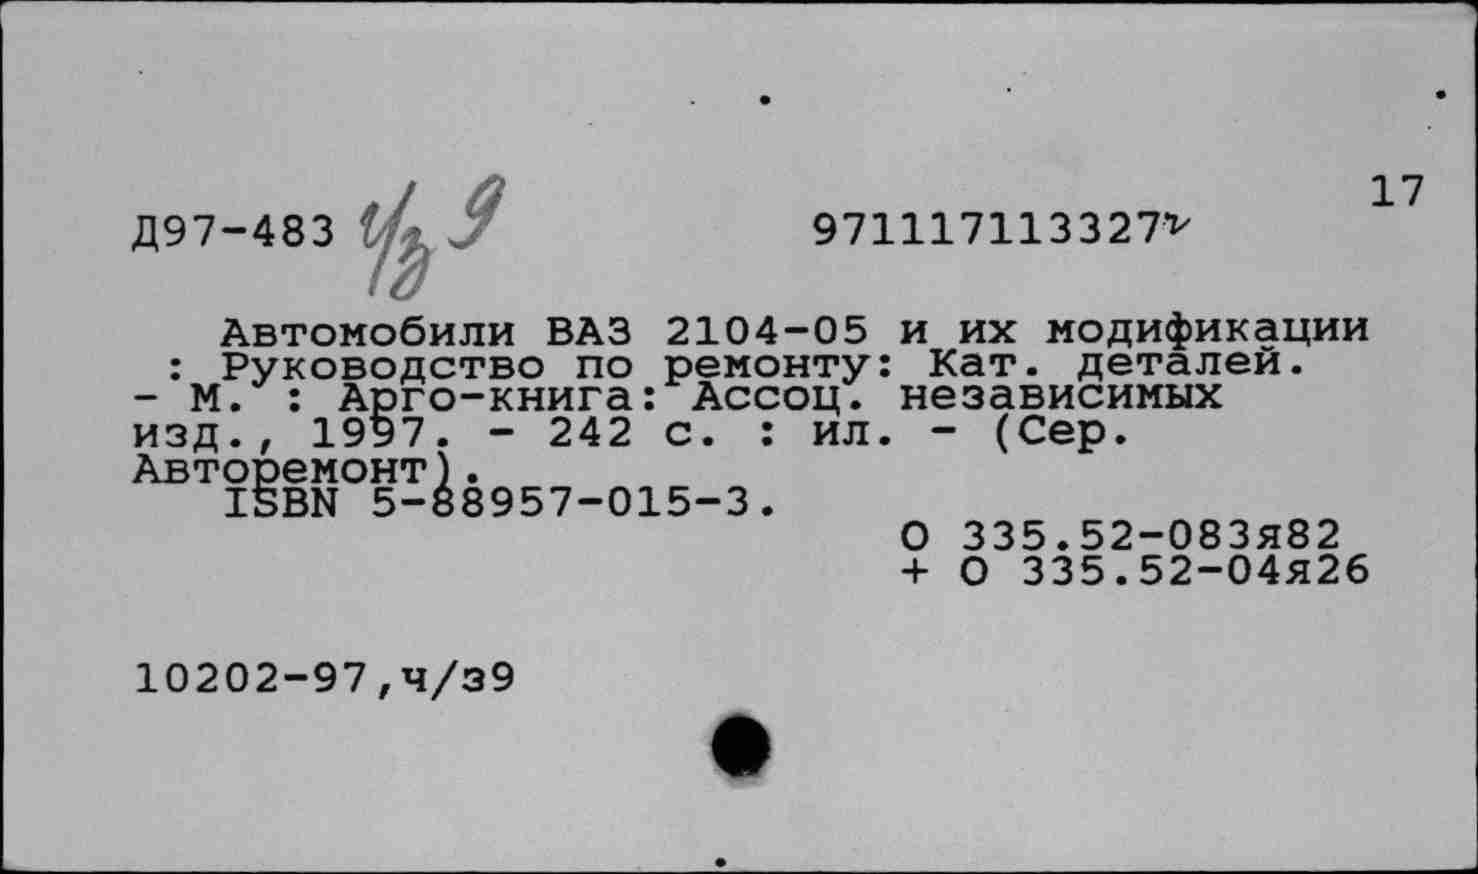 17
Д97-483 ч/з 9 971117113327v
Автомобили ВАЗ 2104-05 и их модификации
: Руководство по ремонту: Кат. деталей.
- М. : Арго-книга: Ассоц. независимых
изд., 1997. - 242 с. : ил. - (Сер.
Авторемонт).
ISBN 5-88957-015-3.
О 335.52-083я82
+ О 335.52-04я26
10202-97,ч/з9